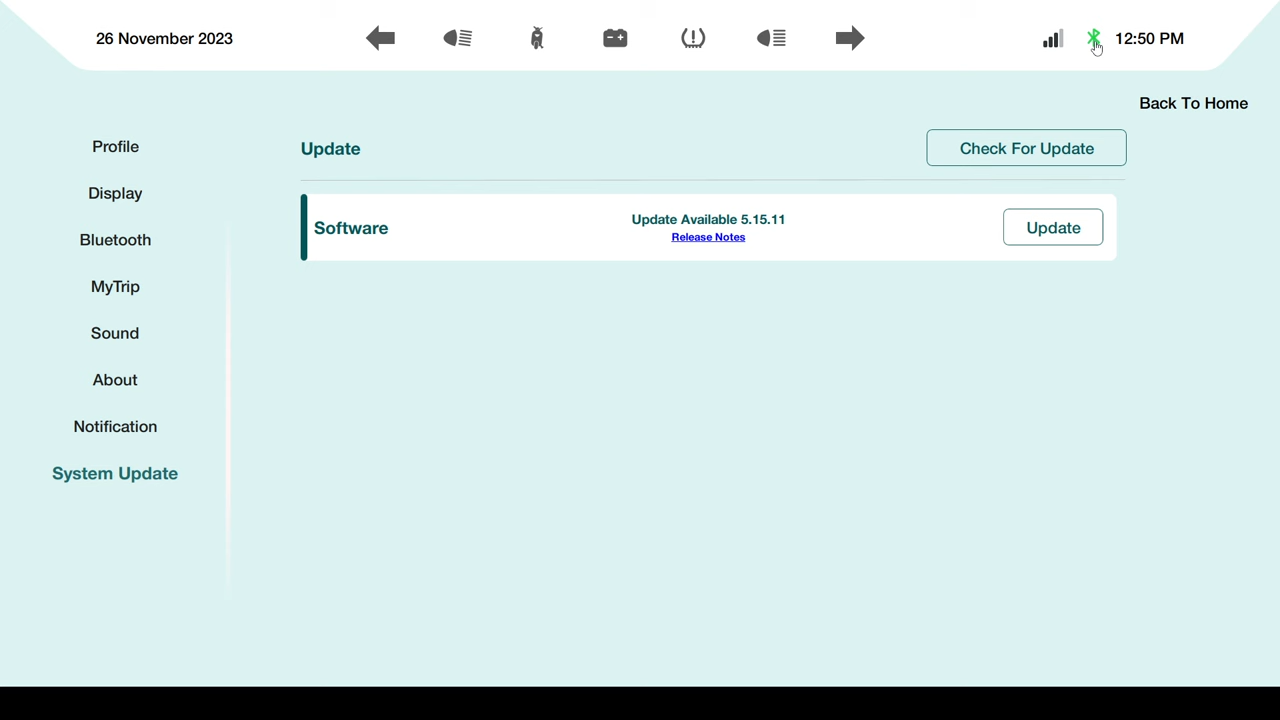 26 November 2023
12:50 PM
Back To Home
Profile
Display
Bluetooth
MyTrip
Sound
About
Notification
System Update
Update
Check For Update
Software
Update Available 5.15.11
Release Notes
Update